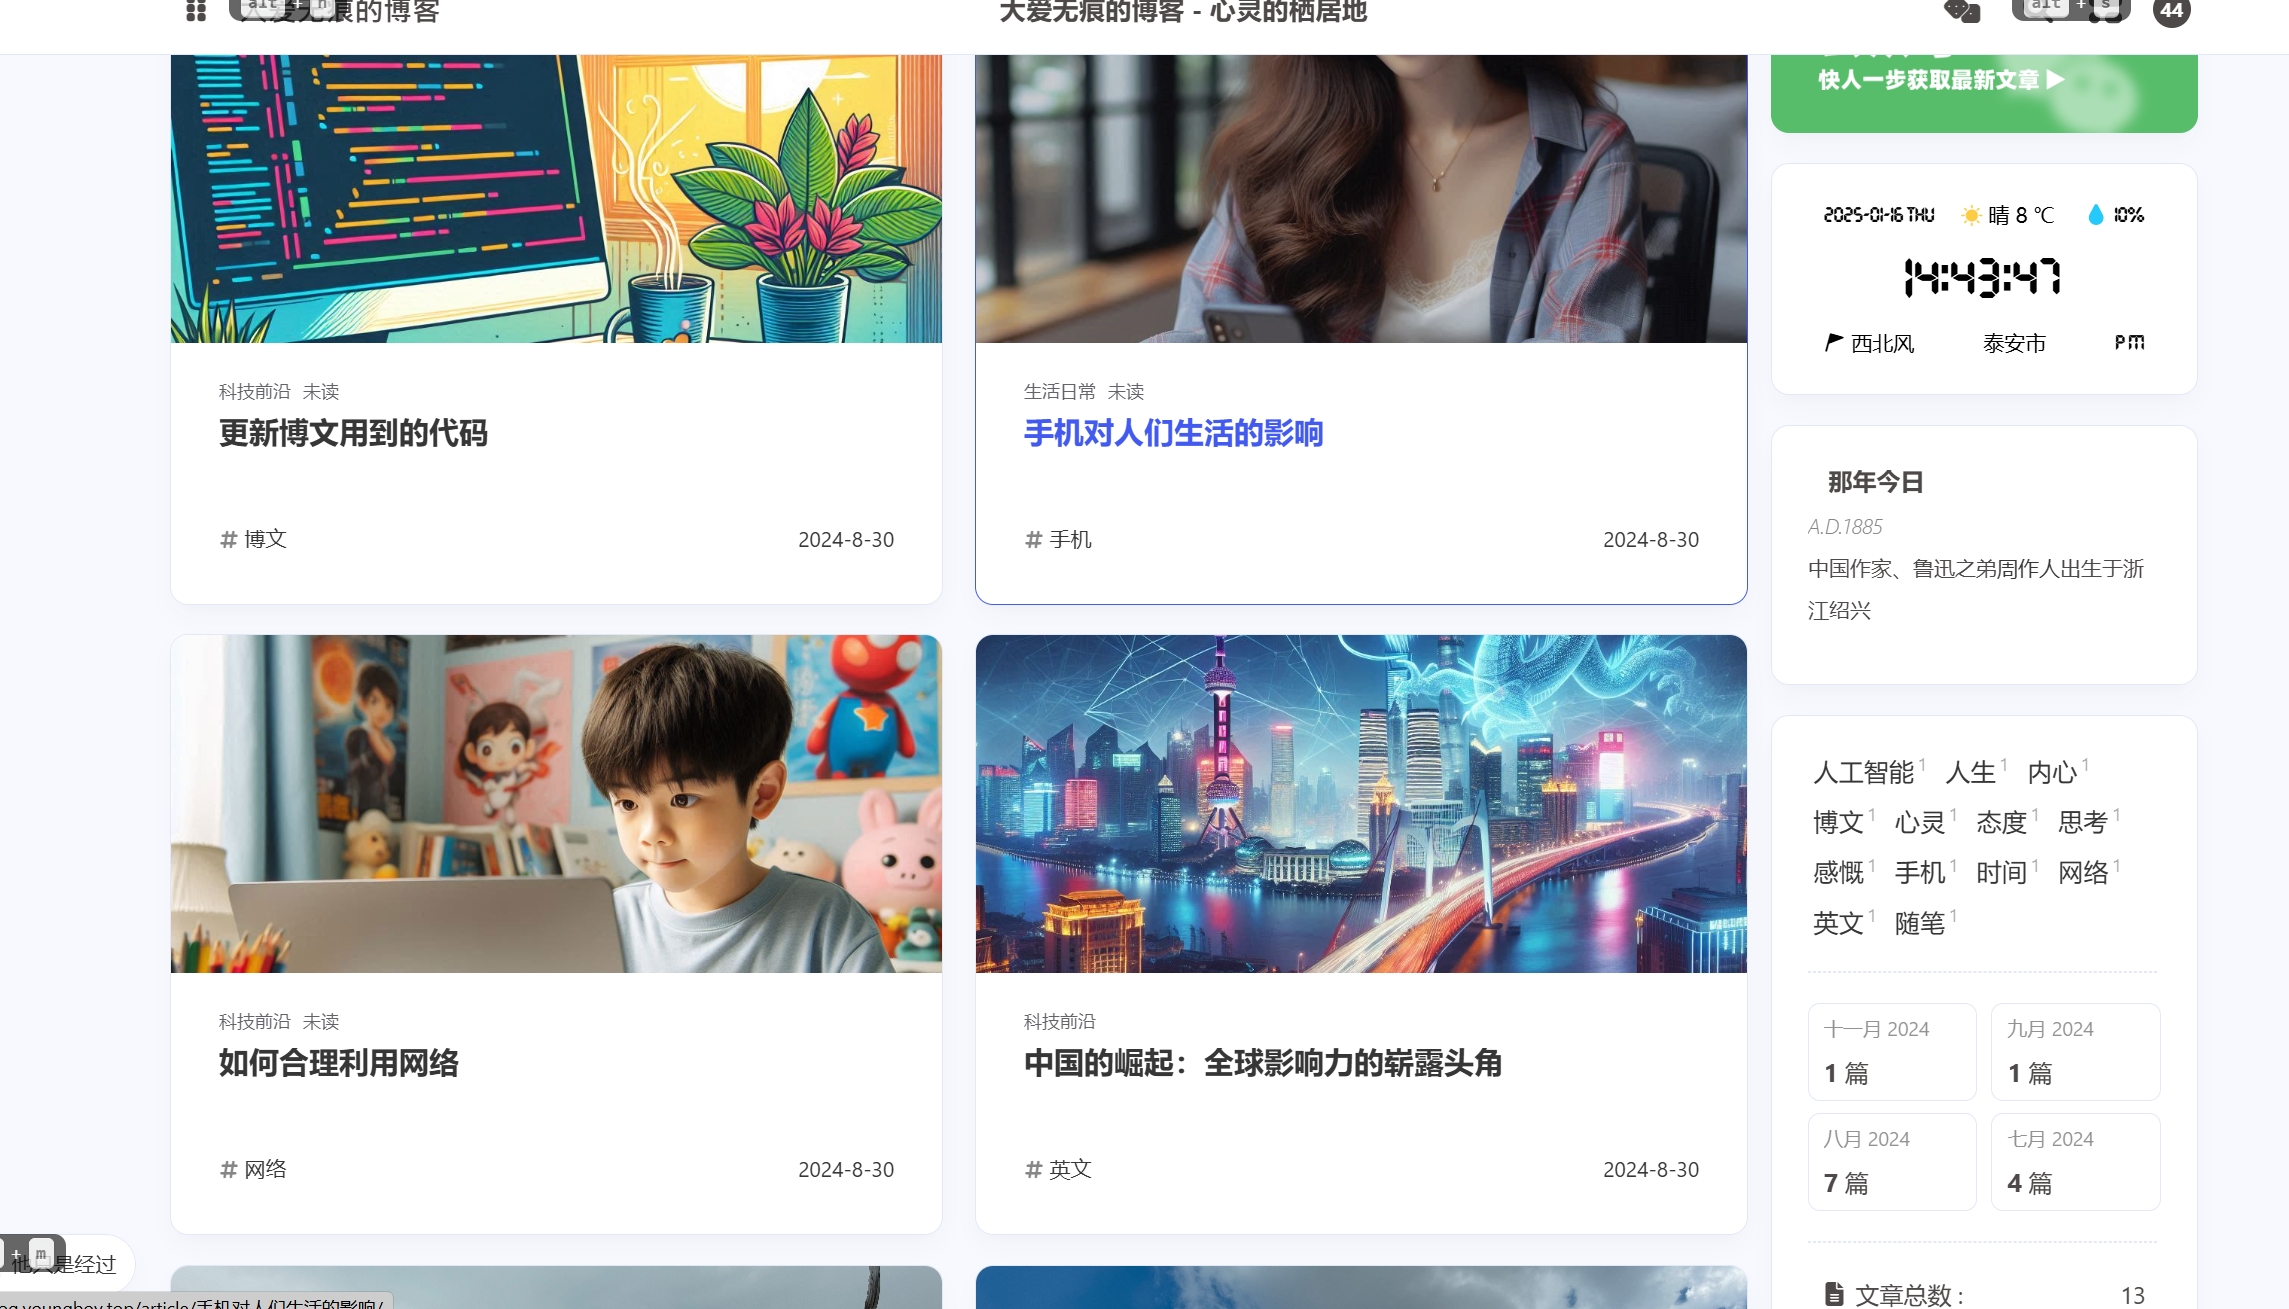 大爱无痕的博客
alt + n
大爱无痕的博客 - 心灵的栖居地
alt + s
44
快人一步获取最新文章 ▶
2025-01-16 THU 晴 8 ℃ 10%
14:43:47
西北风 泰安市 PM
科技前沿 未读
更新博文用到的代码
# 博文 2024-8-30
生活日常 未读
手机对人们生活的影响
# 手机 2024-8-30
那年今日
A.D.1885
中国作家、鲁迅之弟周作人出生于浙
江绍兴
科技前沿 未读
如何合理利用网络
# 网络 2024-8-30
科技前沿
中国的崛起：全球影响力的崭露头角
# 英文 2024-8-30
人工智能 1 人生 1 内心 1
博文 1 心灵 1 态度 1 思考 1
感慨 1 手机 1 时间 1 网络 1
英文 1 随笔 1
十一月 2024
1 篇
九月 2024
1 篇
八月 2024
7 篇
七月 2024
4 篇
文章总数 : 13
+ m
他只是经过
og.youngboy.top/article/手机对人们生活的影响/